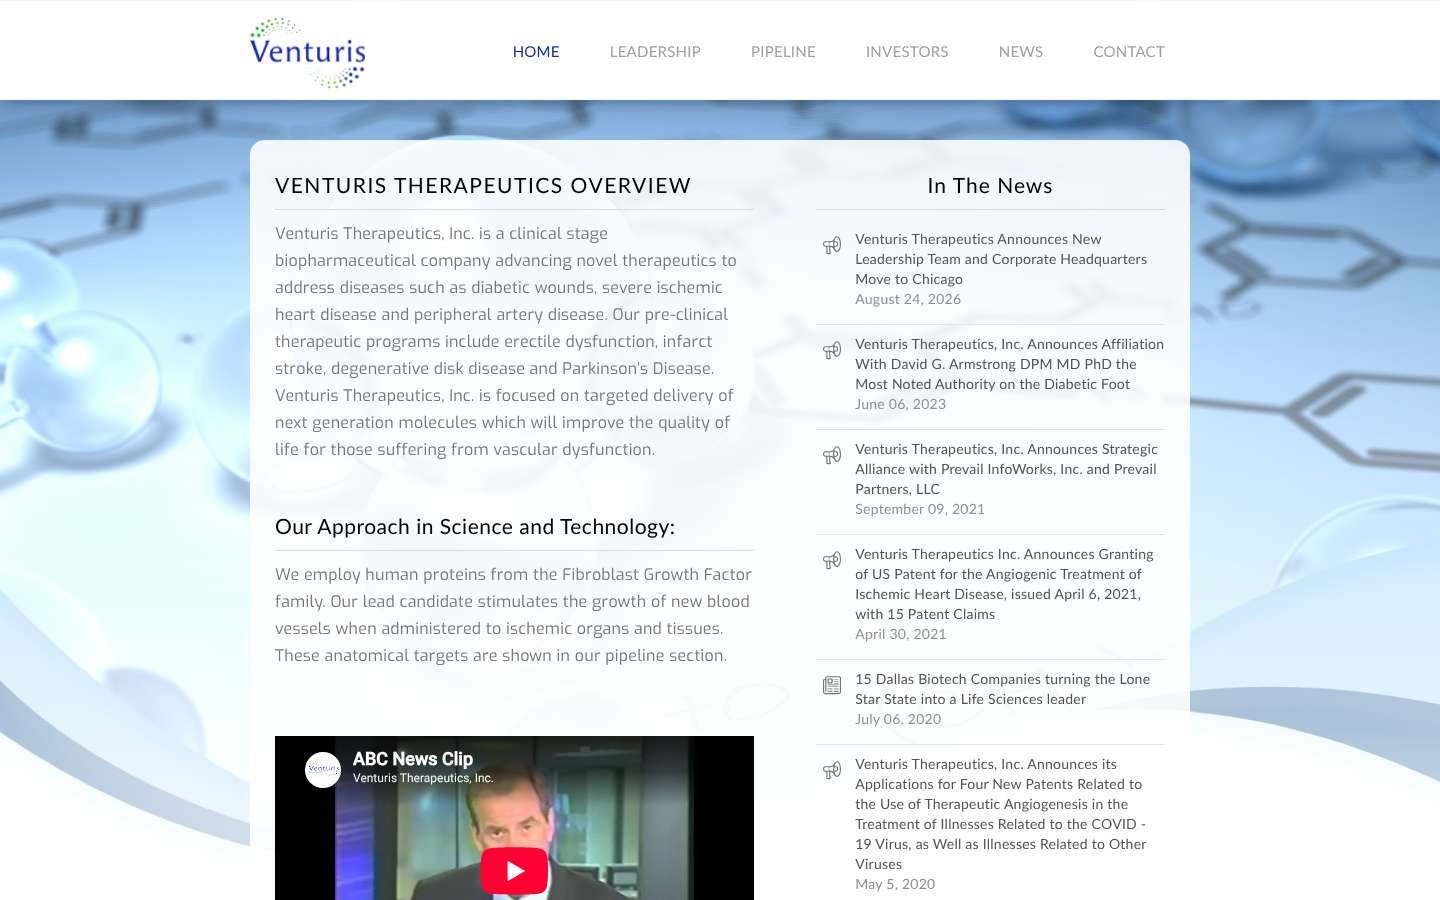 Venturis
HOME
LEADERSHIP
PIPELINE
INVESTORS
NEWS
CONTACT
VENTURIS THERAPEUTICS OVERVIEW
Venturis Therapeutics, Inc. is a clinical stage
biopharmaceutical company advancing novel therapeutics to
address diseases such as diabetic wounds, severe ischemic
heart disease and peripheral artery disease. Our pre-clinical
therapeutic programs include erectile dysfunction, infarct
stroke, degenerative disk disease and Parkinson's Disease.
Venturis Therapeutics, Inc. is focused on targeted delivery of
next generation molecules which will improve the quality of
life for those suffering from vascular dysfunction.
Our Approach in Science and Technology:
We employ human proteins from the Fibroblast Growth Factor
family. Our lead candidate stimulates the growth of new blood
vessels when administered to ischemic organs and tissues.
These anatomical targets are shown in our pipeline section.
Venturis
ABC News Clip
Venturis Therapeutics, Inc.
In The News
Venturis Therapeutics Announces New
Leadership Team and Corporate Headquarters
Move to Chicago
August 24, 2026
Venturis Therapeutics, Inc. Announces Affiliation
With David G. Armstrong DPM MD PhD the
Most Noted Authority on the Diabetic Foot
June 06, 2023
Venturis Therapeutics, Inc. Announces Strategic
Alliance with Prevail InfoWorks, Inc. and Prevail
Partners, LLC
September 09, 2021
Venturis Therapeutics Inc. Announces Granting
of US Patent for the Angiogenic Treatment of
Ischemic Heart Disease, issued April 6, 2021,
with 15 Patent Claims
April 30, 2021
15 Dallas Biotech Companies turning the Lone
Star State into a Life Sciences leader
July 06, 2020
Venturis Therapeutics, Inc. Announces its
Applications for Four New Patents Related to
the Use of Therapeutic Angiogenesis in the
Treatment of Illnesses Related to the COVID -
19 Virus, as Well as Illnesses Related to Other
Viruses
May 5, 2020